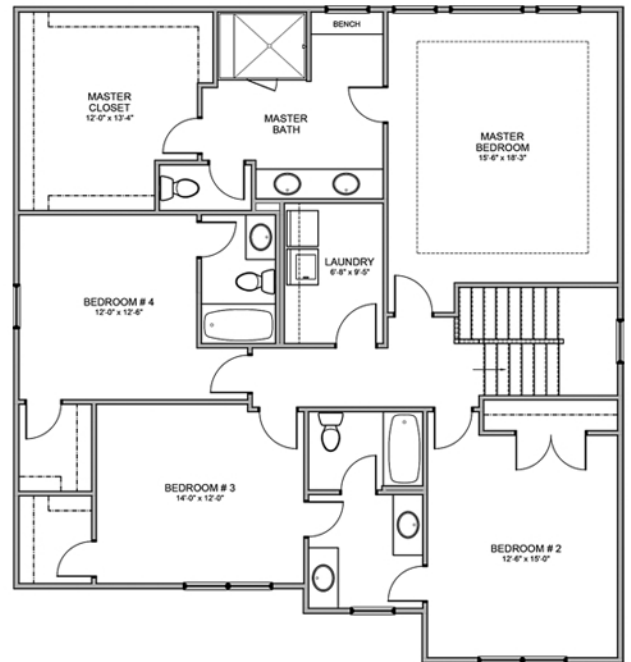 BENCH
MASTER
CLOSET
12'-0" x 13'-4"
MASTER
BATH
MASTER
BEDROOM
15'-6" x 18'-3"
LAUNDRY
6'-8" x 9'-5"
BEDROOM # 4
12'-0" x 12'-6"
BEDROOM # 3
14'-0" x 12'-0"
BEDROOM # 2
12'-6" x 15'-0"